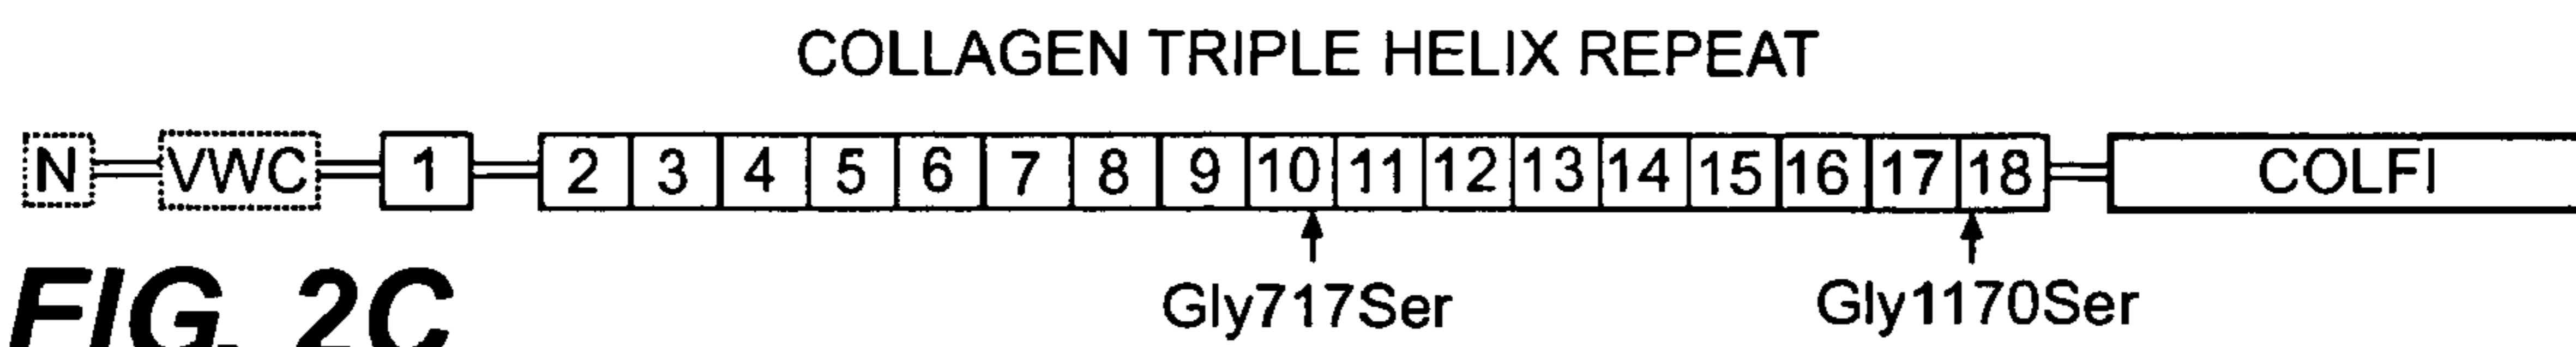 COLLAGEN TRIPLE HELIX REPEAT
N VWC 1 2 3 4 5 6 7 8 9 10 11 12 13 14 15 16 17 18 COLFI
Gly717Ser Gly1170Ser
FIG. 2C